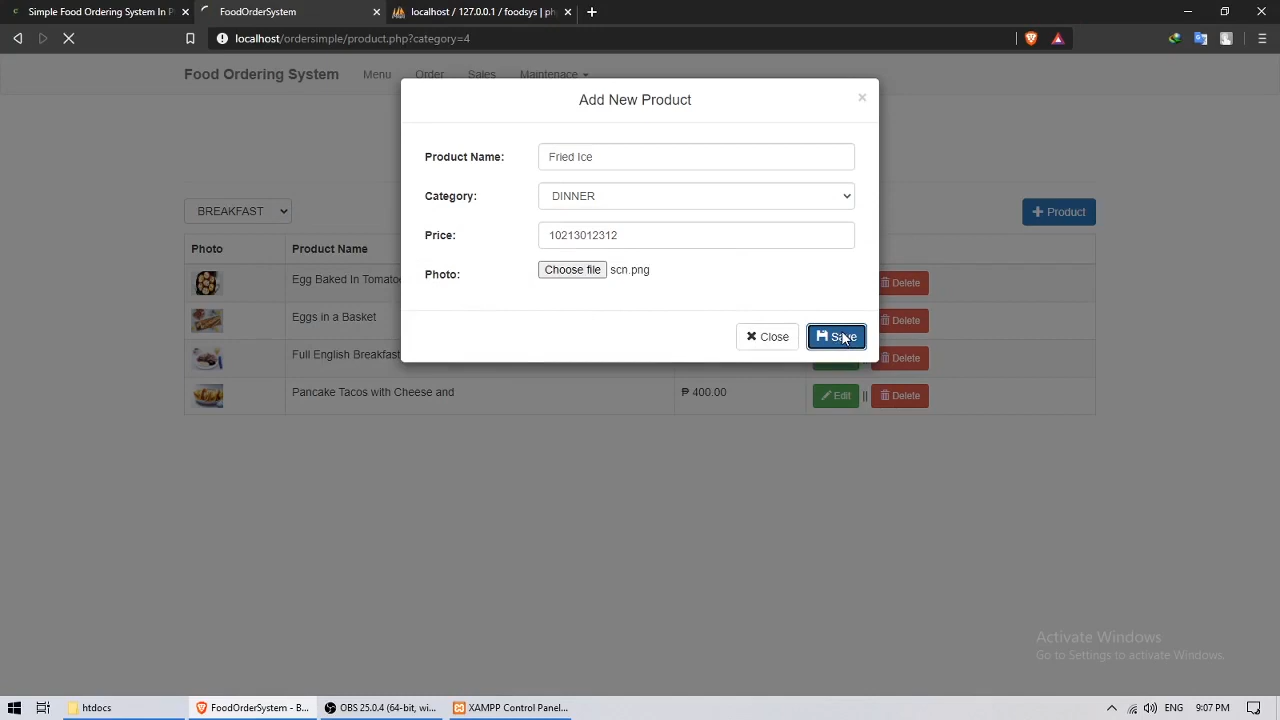 Simple Food Ordering System In P
FoodOrderSystem
localhost / 127.0.0.1 / foodsys | ph
localhost/ordersimple/product.php?category=4
Food Ordering System
Menu
Order
Sales
Maintenace
Add New Product
×
Product Name:
Fried Ice
Category:
DINNER
Price:
10213012312
Photo:
Choose file
scn.png
Close
Save
BREAKFAST
Product
Photo
Product Name
Egg Baked In Tomato
Delete
Eggs in a Basket
Delete
Full English Breakfast
Delete
Pancake Tacos with Cheese and
₱ 400.00
Edit
||
Delete
Activate Windows
Go to Settings to activate Windows.
htdocs
FoodOrderSystem - B...
OBS 25.0.4 (64-bit, wi...
XAMPP Control Panel...
ENG
9:07 PM